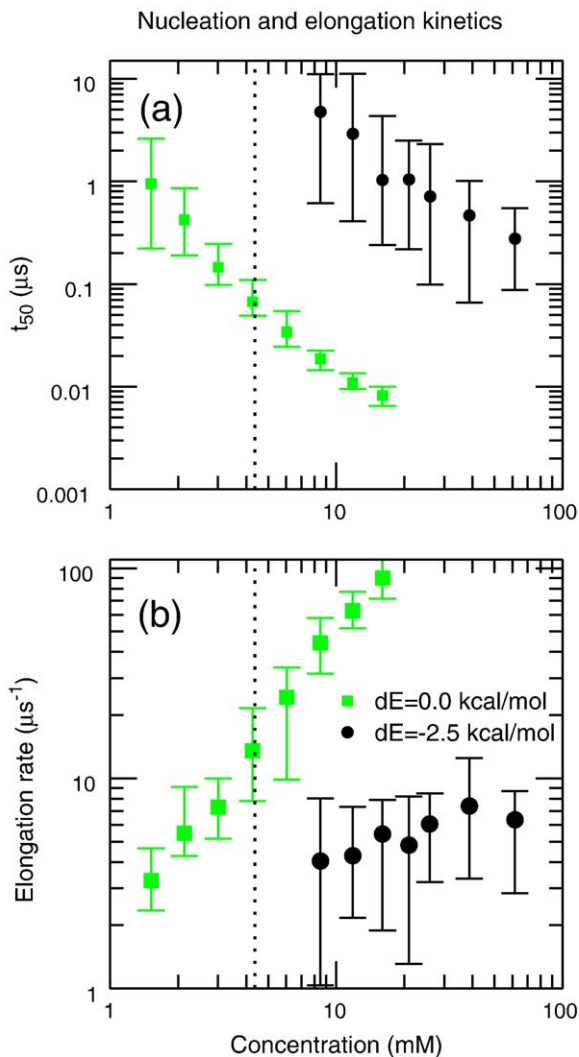 Nucleation and elongation kinetics
(a)
10
1
0.1
0.01
0.001
t50 (μs)
1 10 100
(b)
100
10
1
Elongation rate (μs-1)
dE=0.0 kcal/mol
dE=-2.5 kcal/mol
1 10 100
Concentration (mM)